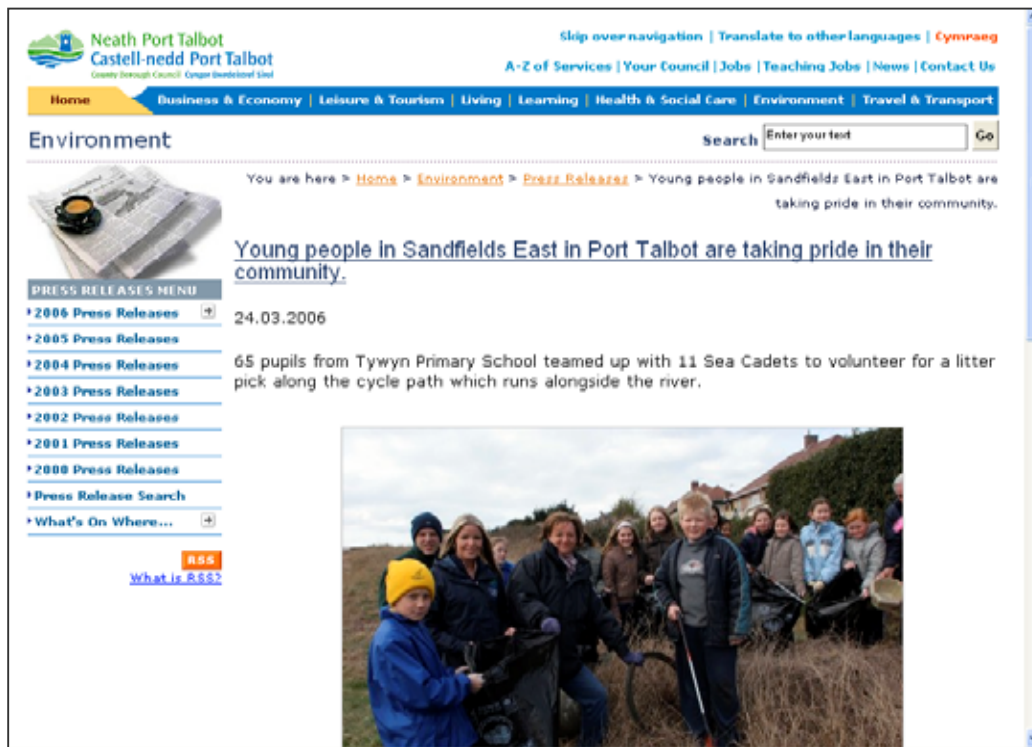 Neath Port Talbot
Castell-nedd Port Talbot
County Borough Council Cyngor Bwrdeistref Sirol
Skip over navigation | Translate to other languages | Cymraeg
A-Z of Services | Your Council | Jobs | Teaching Jobs | News | Contact Us
Home
Business & Economy | Leisure & Tourism | Living | Learning | Health & Social Care | Environment | Travel & Transport
Environment
Search
Enter your text
Go
You are here > Home > Environment > Press Releases > Young people in Sandfields East in Port Talbot are
taking pride in their community.
PRESS RELEASES MENU
2006 Press Releases
2005 Press Releases
2004 Press Releases
2003 Press Releases
2002 Press Releases
2001 Press Releases
2000 Press Releases
Press Release Search
What's On Where...
RSS
What is RSS?
Young people in Sandfields East in Port Talbot are taking pride in their
community.
24.03.2006
65 pupils from Tywyn Primary School teamed up with 11 Sea Cadets to volunteer for a litter
pick along the cycle path which runs alongside the river.